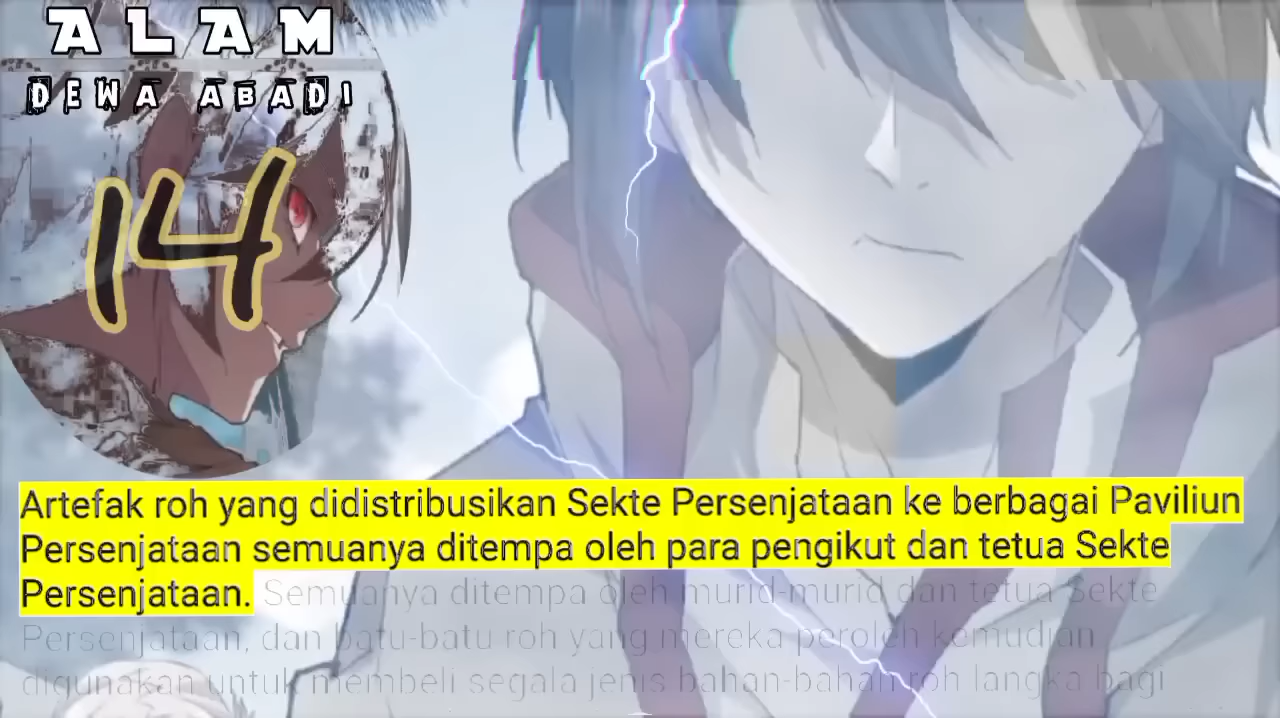 ALAM
DEWA ABADI
14
Artefak roh yang didistribusikan Sekte Persenjataan ke berbagai Paviliun
Persenjataan semuanya ditempa oleh para pengikut dan tetua Sekte
Persenjataan. Semuanya ditempa oleh murid-murid dan tetua Sekte
Persenjataan, dan batu-batu roh yang mereka peroleh kemudian
digunakan untuk membeli segala jenis bahan-bahan roh langka bagi